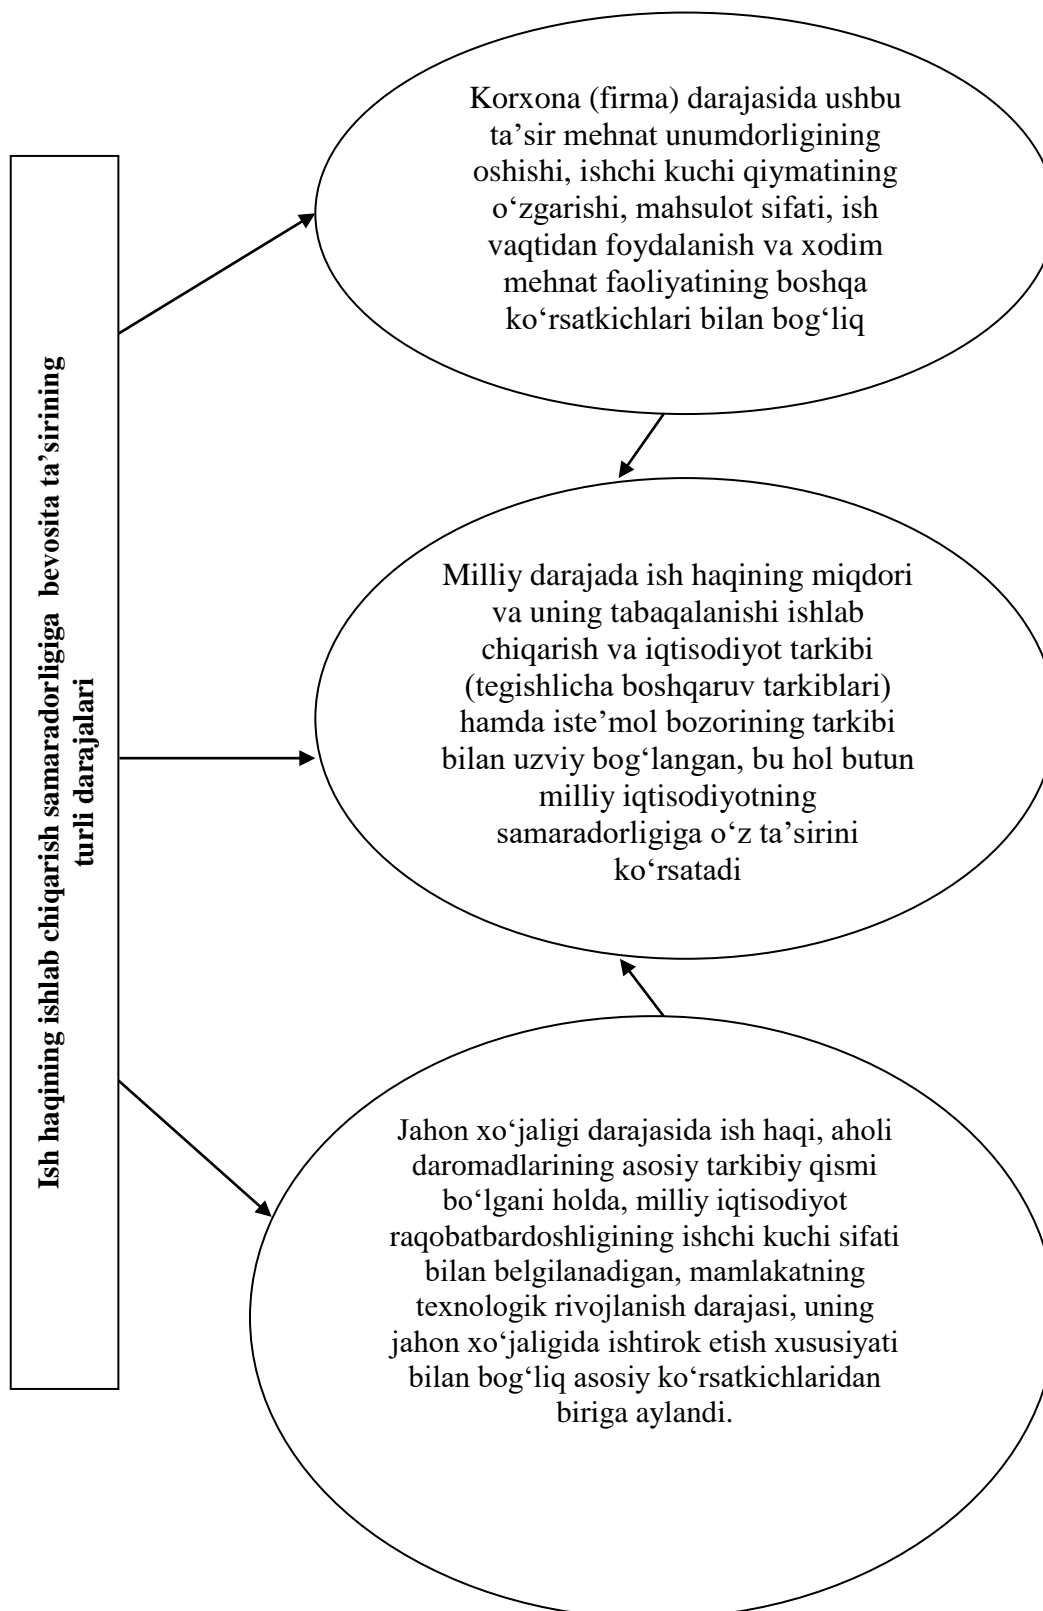 Ish haqining ishlab chiqarish samaradorligiga bevosita ta’sirining
turli darajalari
Korxona (firma) darajasida ushbu
ta’sir mehnat unumdorligining
oshishi, ishchi kuchi qiymatining
o‘zgarishi, mahsulot sifati, ish
vaqtidan foydalanish va xodim
mehnat faoliyatining boshqa
ko‘rsatkichlari bilan bog‘liq
Milliy darajada ish haqining miqdori
va uning tabaqalanishi ishlab
chiqarish va iqtisodiyot tarkibi
(tegishlicha boshqaruv tarkiblari)
hamda iste’mol bozorining tarkibi
bilan uzviy bog‘langan, bu hol butun
milliy iqtisodiyotning
samaradorligiga o‘z ta’sirini
ko‘rsatadi
Jahon xo‘jaligi darajasida ish haqi, aholi
daromadlarining asosiy tarkibiy qismi
bo‘lgani holda, milliy iqtisodiyot
raqobatbardoshligining ishchi kuchi sifati
bilan belgilanadigan, mamlakatning
texnologik rivojlanish darajasi, uning
jahon xo‘jaligida ishtirok etish xususiyati
bilan bog‘liq asosiy ko‘rsatkichlaridan
biriga aylandi.